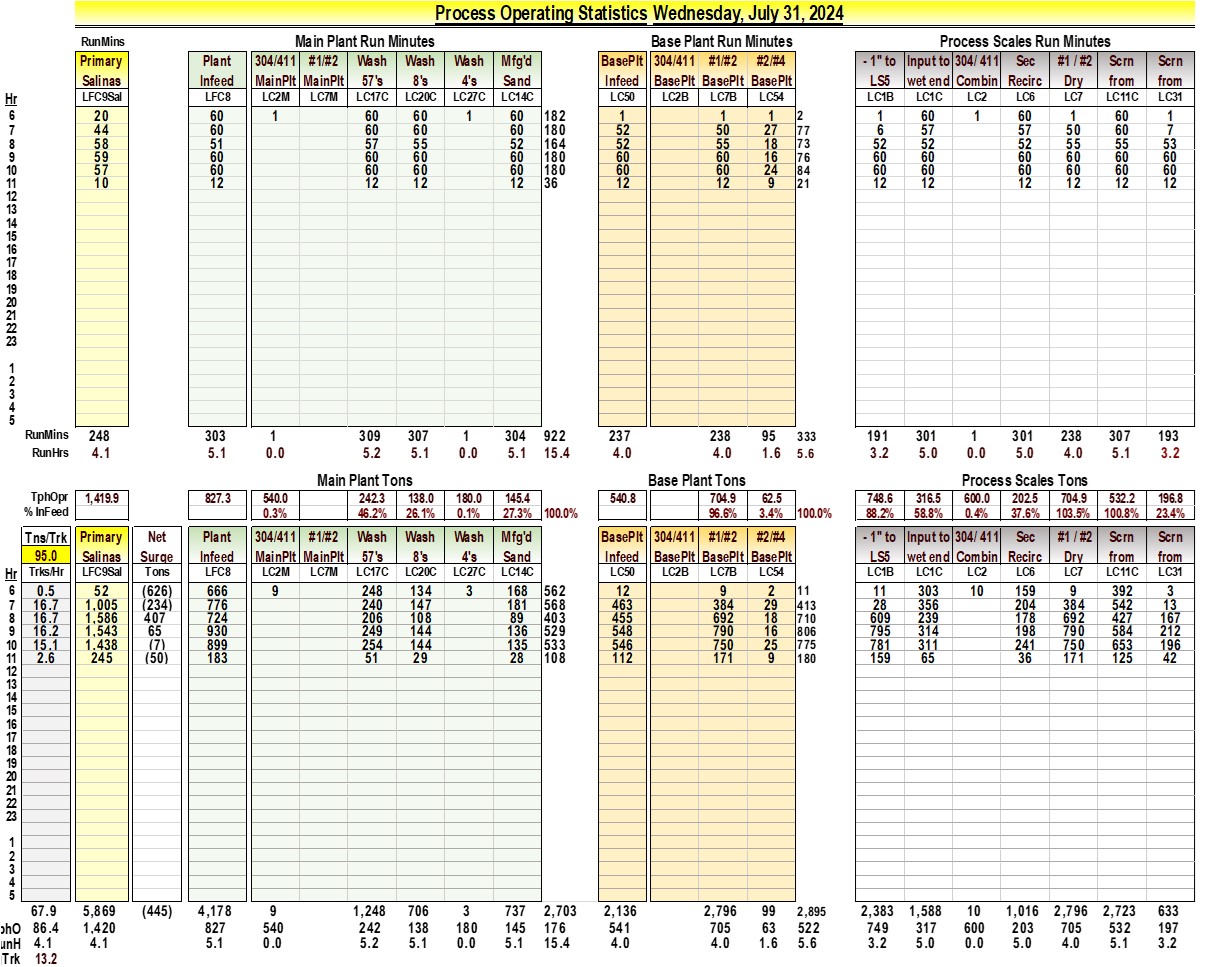 Process Operating Statistics Wednesday, July 31, 2024
RunMins Main Plant Run Minutes Base Plant Run Minutes Process Scales Run Minutes
Primary Plant 304/411 #1/#2 Wash Wash Wash Mfg'd BasePlt 304/411 #1/#2 #2/#4 - 1" to Input to 304/ 411 Sec #1 / #2 Scrn Scrn
Salinas Infeed MainPlt MainPlt 57's 8's 4's Sand Infeed BasePlt BasePlt BasePlt LS5 wet end Combin Recirc Dry from from
Hr LFC9Sal LFC8 LC2M LC7M LC17C LC20C LC27C LC14C LC50 LC2B LC7B LC54 LC1B LC1C LC2 LC6 LC7 LC11C LC31
6 20 60 1 60 60 1 60 182 1 1 1 2 1 60 1 60 1 60 1
7 44 60 60 60 60 180 52 50 27 77 6 57 57 50 60 7
8 58 51 57 55 52 164 52 55 18 73 52 52 52 55 55 53
9 59 60 60 60 60 180 60 60 16 76 60 60 60 60 60 60
10 57 60 60 60 60 180 60 60 24 84 60 60 60 60 60 60
11 10 12 12 12 12 36 12 12 9 21 12 12 12 12 12 12
12
13
14
15
16
17
18
19
20
21
22
23
1
2
3
4
5
RunMins 248 303 1 309 307 1 304 922 237 238 95 333 191 301 1 301 238 307 193
RunHrs 4.1 5.1 0.0 5.2 5.1 0.0 5.1 15.4 4.0 4.0 1.6 5.6 3.2 5.0 0.0 5.0 4.0 5.1 3.2
Main Plant Tons Base Plant Tons Process Scales Tons
TphOpr 1,419.9 827.3 540.0 242.3 138.0 180.0 145.4 540.8 704.9 62.5 748.6 316.5 600.0 202.5 704.9 532.2 196.8
% InFeed 0.3% 46.2% 26.1% 0.1% 27.3% 100.0% 96.6% 3.4% 100.0% 88.2% 58.8% 0.4% 37.6% 103.5% 100.8% 23.4%
Tns/Trk Primary Net Plant 304/411 #1/#2 Wash Wash Wash Mfg'd BasePlt 304/411 #1/#2 #2/#4 - 1" to Input to 304/ 411 Sec #1 / #2 Scrn Scrn
95.0 Salinas Surge Infeed MainPlt MainPlt 57's 8's 4's Sand Infeed BasePlt BasePlt BasePlt LS5 wet end Combin Recirc Dry from from
Hr Trks/Hr LFC9Sal Tons LFC8 LC2M LC7M LC17C LC20C LC27C LC14C LC50 LC2B LC7B LC54 LC1B LC1C LC2 LC6 LC7 LC11C LC31
6 0.5 52 (626) 666 9 248 134 3 168 562 12 9 2 11 11 303 10 159 9 392 3
7 16.7 1,005 (234) 776 240 147 181 568 463 384 29 413 28 356 204 384 542 13
8 16.7 1,586 407 724 206 108 89 403 455 692 18 710 609 239 178 692 427 167
9 16.2 1,543 65 930 249 144 136 529 548 790 16 806 795 314 198 790 584 212
10 15.1 1,438 (7) 899 254 144 135 533 546 750 25 775 781 311 241 750 653 196
11 2.6 245 (50) 183 51 29 28 108 112 171 9 180 159 65 36 171 125 42
12
13
14
15
16
17
18
19
20
21
22
23
1
2
3
4
5
67.9 5,869 (445) 4,178 9 1,248 706 3 737 2,703 2,136 2,796 99 2,895 2,383 1,588 10 1,016 2,796 2,723 633
phO 86.4 1,420 827 540 242 138 180 145 176 541 705 63 522 749 317 600 203 705 532 197
unH 4.1 4.1 5.1 0.0 5.2 5.1 0.0 5.1 15.4 4.0 4.0 1.6 5.6 3.2 5.0 0.0 5.0 4.0 5.1 3.2
Trk 13.2